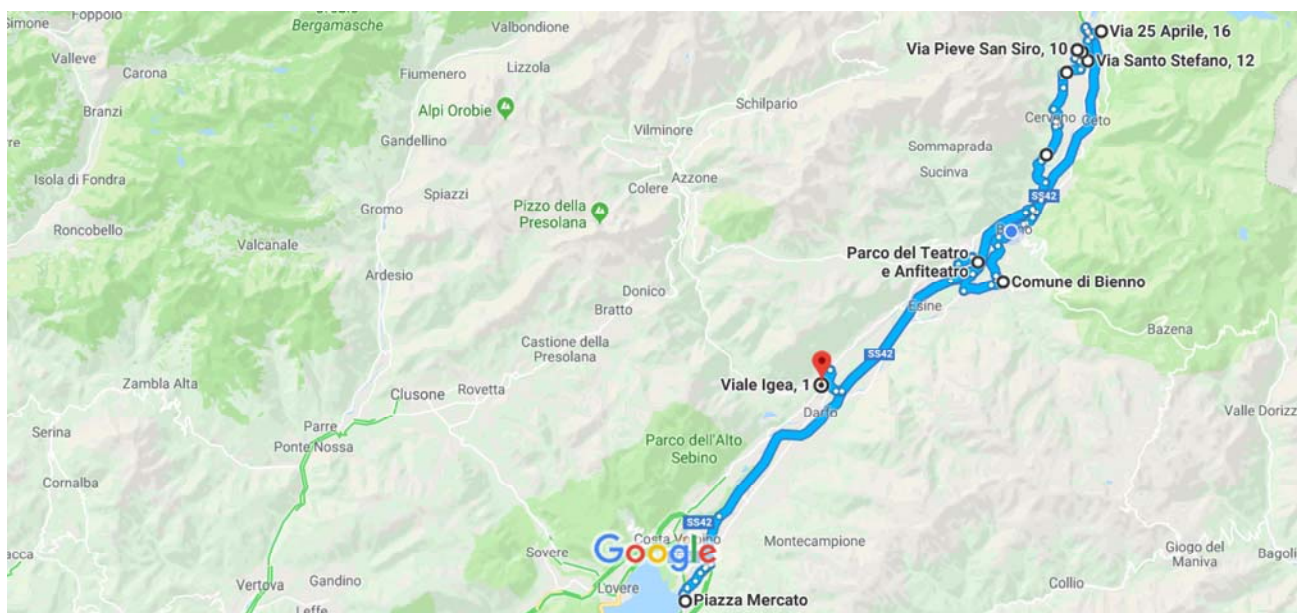 Foppolo
Simone
Bergamasche
Valbondione
Via 25 Aprile, 16
Valleve
Carona
Fiumenero
Lizzola
Via Pieve San Siro, 10
Via Santo Stefano, 12
Branzi
Alpi Orobie
Schilpario
Gandellino
Vilminore
Cerveno
Ceto
Isola di Fondra
Spiazzi
Colere
Azzone
Sommaprada
Sucinva
Gromo
Pizzo della
Presolana
SS42
Roncobello
Valcanale
Parco del Teatro
e Anfiteatro
Ardesio
Comune di Bienno
Donico
Bratto
Esine
Bazena
Castione della
Presolana
SS42
Zambla Alta
Clusone
Rovetta
Viale Igea, 1
Darfo
Valle Dorizz
Serina
Parre
Ponte Nossa
Parco dell'Alto
Sebino
Cornalba
SS42
Costa Volpino
Google
Montecampione
Giogo del
Maniva
Bagoli
acca
Sovere
Vertova
Gandino
Lovere
Collio
Leffe
Piazza Mercato